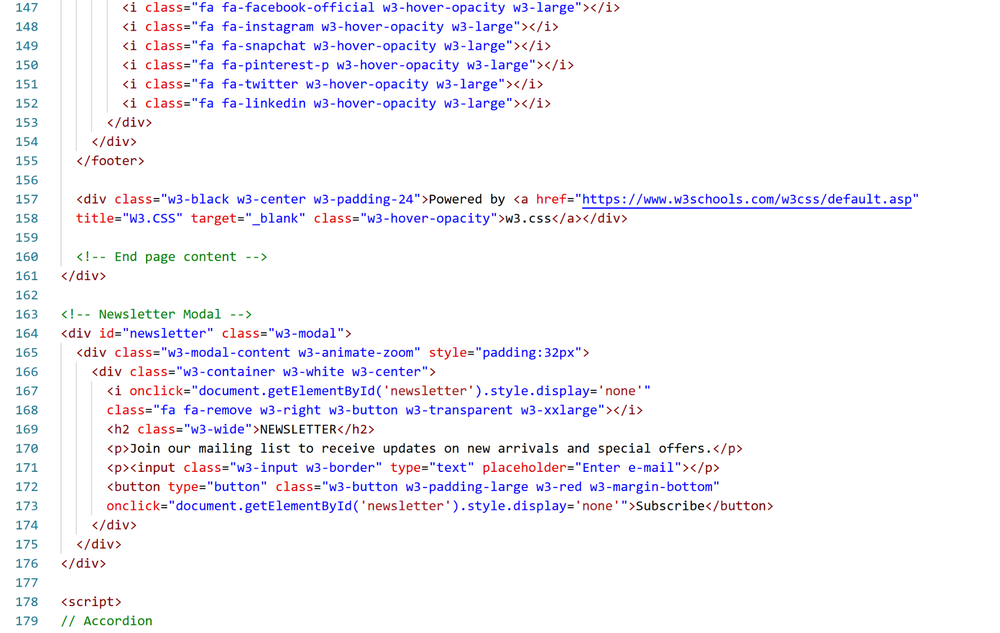 147           <i class="fa fa-facebook-official w3-hover-opacity w3-large"></i>
148           <i class="fa fa-instagram w3-hover-opacity w3-large"></i>
149           <i class="fa fa-snapchat w3-hover-opacity w3-large"></i>
150           <i class="fa fa-pinterest-p w3-hover-opacity w3-large"></i>
151           <i class="fa fa-twitter w3-hover-opacity w3-large"></i>
152           <i class="fa fa-linkedin w3-hover-opacity w3-large"></i>
153         </div>
154       </div>
155     </footer>
156
157     <div class="w3-black w3-center w3-padding-24">Powered by <a href="https://www.w3schools.com/w3css/default.asp"
158     title="W3.CSS" target="_blank" class="w3-hover-opacity">w3.css</a></div>
159
160     <!-- End page content -->
161   </div>
162
163   <!-- Newsletter Modal -->
164   <div id="newsletter" class="w3-modal">
165     <div class="w3-modal-content w3-animate-zoom" style="padding:32px">
166       <div class="w3-container w3-white w3-center">
167         <i onclick="document.getElementById('newsletter').style.display='none'"
168         class="fa fa-remove w3-right w3-button w3-transparent w3-xxlarge"></i>
169         <h2 class="w3-wide">NEWSLETTER</h2>
170         <p>Join our mailing list to receive updates on new arrivals and special offers.</p>
171         <p><input class="w3-input w3-border" type="text" placeholder="Enter e-mail"></p>
172         <button type="button" class="w3-button w3-padding-large w3-red w3-margin-bottom"
173         onclick="document.getElementById('newsletter').style.display='none'">Subscribe</button>
174       </div>
175     </div>
176   </div>
177
178   <script>
179   // Accordion